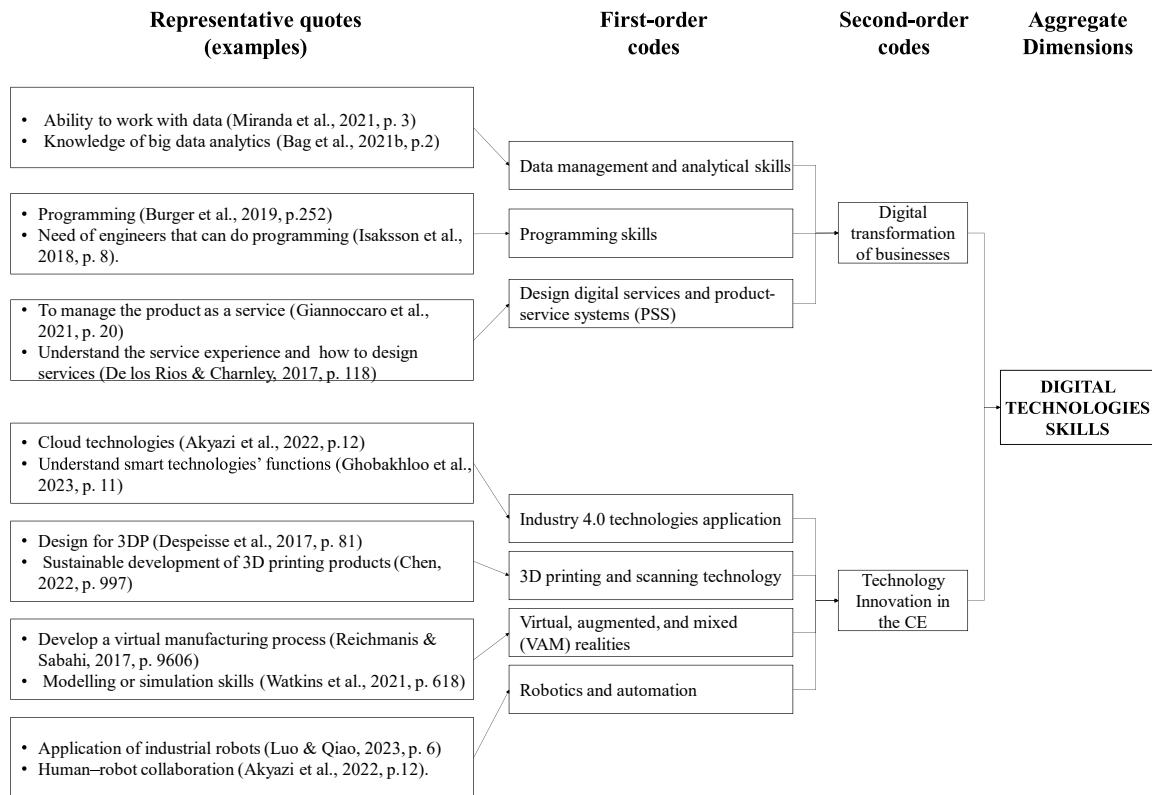 Representative quotes
(examples)
First-order
codes
Second-order
codes
Aggregate
Dimensions
• Ability to work with data (Miranda et al., 2021, p. 3)
• Knowledge of big data analytics (Bag et al., 2021b, p.2)
• Programming (Burger et al., 2019, p.252)
• Need of engineers that can do programming (Isaksson et al.,
2018, p. 8).
• To manage the product as a service (Giannoccaro et al.,
2021, p. 20)
• Understand the service experience and how to design
services (De los Rios & Charnley, 2017, p. 118)
• Cloud technologies (Akyazi et al., 2022, p.12)
• Understand smart technologies’ functions (Ghobakhloo et al.,
2023, p. 11)
• Design for 3DP (Despeisse et al., 2017, p. 81)
• Sustainable development of 3D printing products (Chen,
2022, p. 997)
• Develop a virtual manufacturing process (Reichmanis &
Sabahi, 2017, p. 9606)
• Modelling or simulation skills (Watkins et al., 2021, p. 618)
• Application of industrial robots (Luo & Qiao, 2023, p. 6)
• Human–robot collaboration (Akyazi et al., 2022, p.12).
Data management and analytical skills
Programming skills
Design digital services and product-
service systems (PSS)
Industry 4.0 technologies application
3D printing and scanning technology
Virtual, augmented, and mixed
(VAM) realities
Robotics and automation
Digital
transformation
of businesses
Technology
Innovation in
the CE
DIGITAL
TECHNOLOGIES
SKILLS